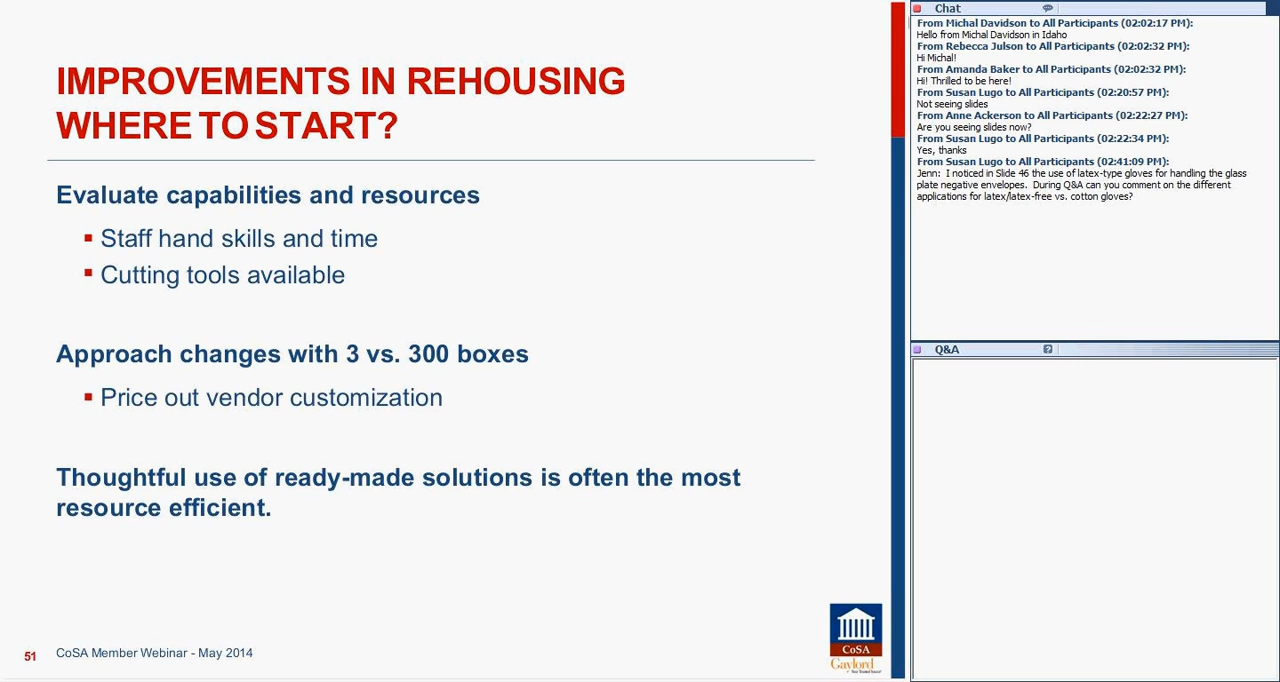 IMPROVEMENTS IN REHOUSING
WHERE TO START?
Evaluate capabilities and resources
▪ Staff hand skills and time
▪ Cutting tools available
Approach changes with 3 vs. 300 boxes
▪ Price out vendor customization
Thoughtful use of ready-made solutions is often the most
resource efficient.
51
CoSA Member Webinar - May 2014
CoSA
Gaylord
Chat
From Michal Davidson to All Participants (02:02:17 PM):
Hello from Michal Davidson in Idaho
From Rebecca Julson to All Participants (02:02:32 PM):
Hi Michal!
From Amanda Baker to All Participants (02:02:32 PM):
Hi! Thrilled to be here!
From Susan Lugo to All Participants (02:20:57 PM):
Not seeing slides
From Anne Ackerson to All Participants (02:22:27 PM):
Are you seeing slides now?
From Susan Lugo to All Participants (02:22:34 PM):
Yes, thanks
From Susan Lugo to All Participants (02:41:09 PM):
Jenn: I noticed in Slide 46 the use of latex-type gloves for handling the glass
plate negative envelopes. During Q&A can you comment on the different
applications for latex/latex-free vs. cotton gloves?
Q&A
?